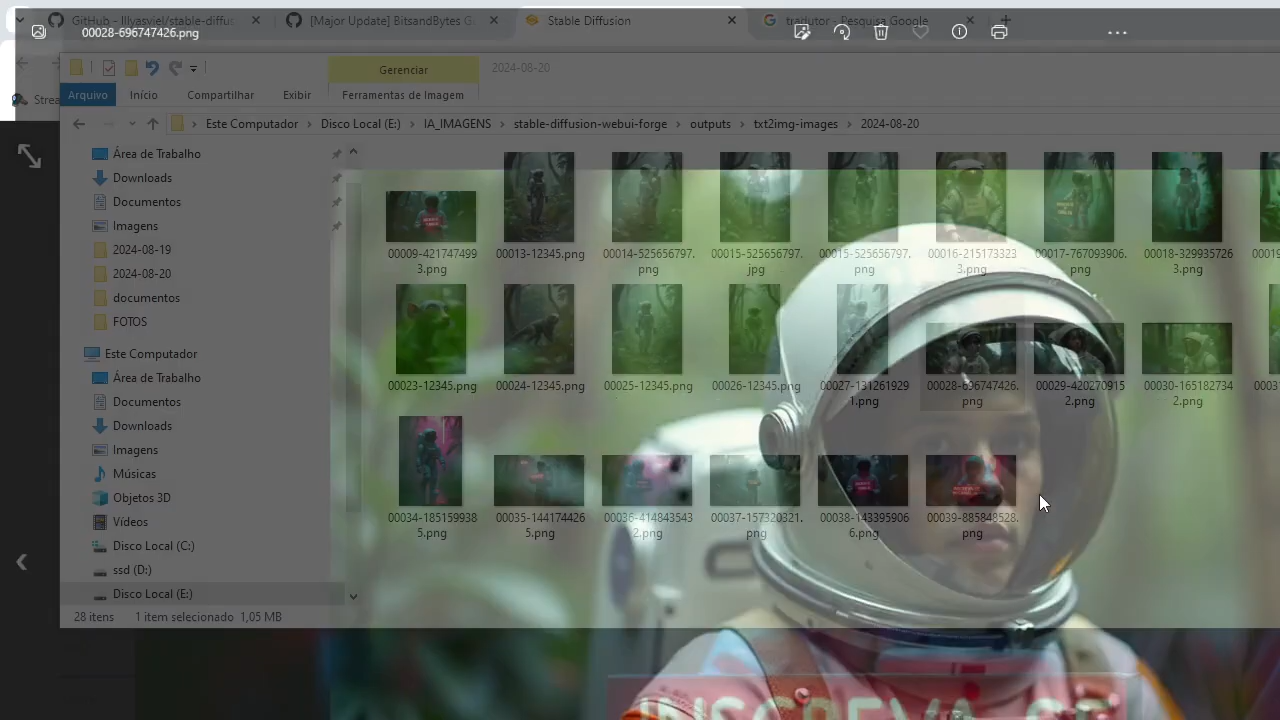 GitHub - lllyasviel/stable-diffus
[Major Update] BitsandBytes G
Stable Diffusion
tradutor - Pesquisa Google
00028-696747426.png
Gerenciar
2024-08-20
Strea
Arquivo
Início
Compartilhar
Exibir
Ferramentas de Imagem
Este Computador
Disco Local (E:)
IA_IMAGENS
stable-diffusion-webui-forge
outputs
txt2img-images
2024-08-20
Área de Trabalho
Downloads
Documentos
Imagens
2024-08-19
2024-08-20
documentos
FOTOS
Este Computador
Área de Trabalho
Documentos
Downloads
Imagens
Músicas
Objetos 3D
Vídeos
Disco Local (C:)
ssd (D:)
Disco Local (E:)
00009-421747499
3.png
00013-12345.png
00014-525656797.
png
00015-525656797.
jpg
00015-525656797.
png
00016-215173323
3.png
00017-767093906.
png
00018-329935726
3.png
00023-12345.png
00024-12345.png
00025-12345.png
00026-12345.png
00027-131261929
1.png
00028-696747426.
png
00029-420270915
2.png
00030-165182734
2.png
00034-185159938
5.png
00035-144174426
5.png
00036-414843543
2.png
00037-157320321.
png
00038-143395906
6.png
00039-885848528.
png
28 itens
1 item selecionado 1,05 MB
INSCREVA-SE